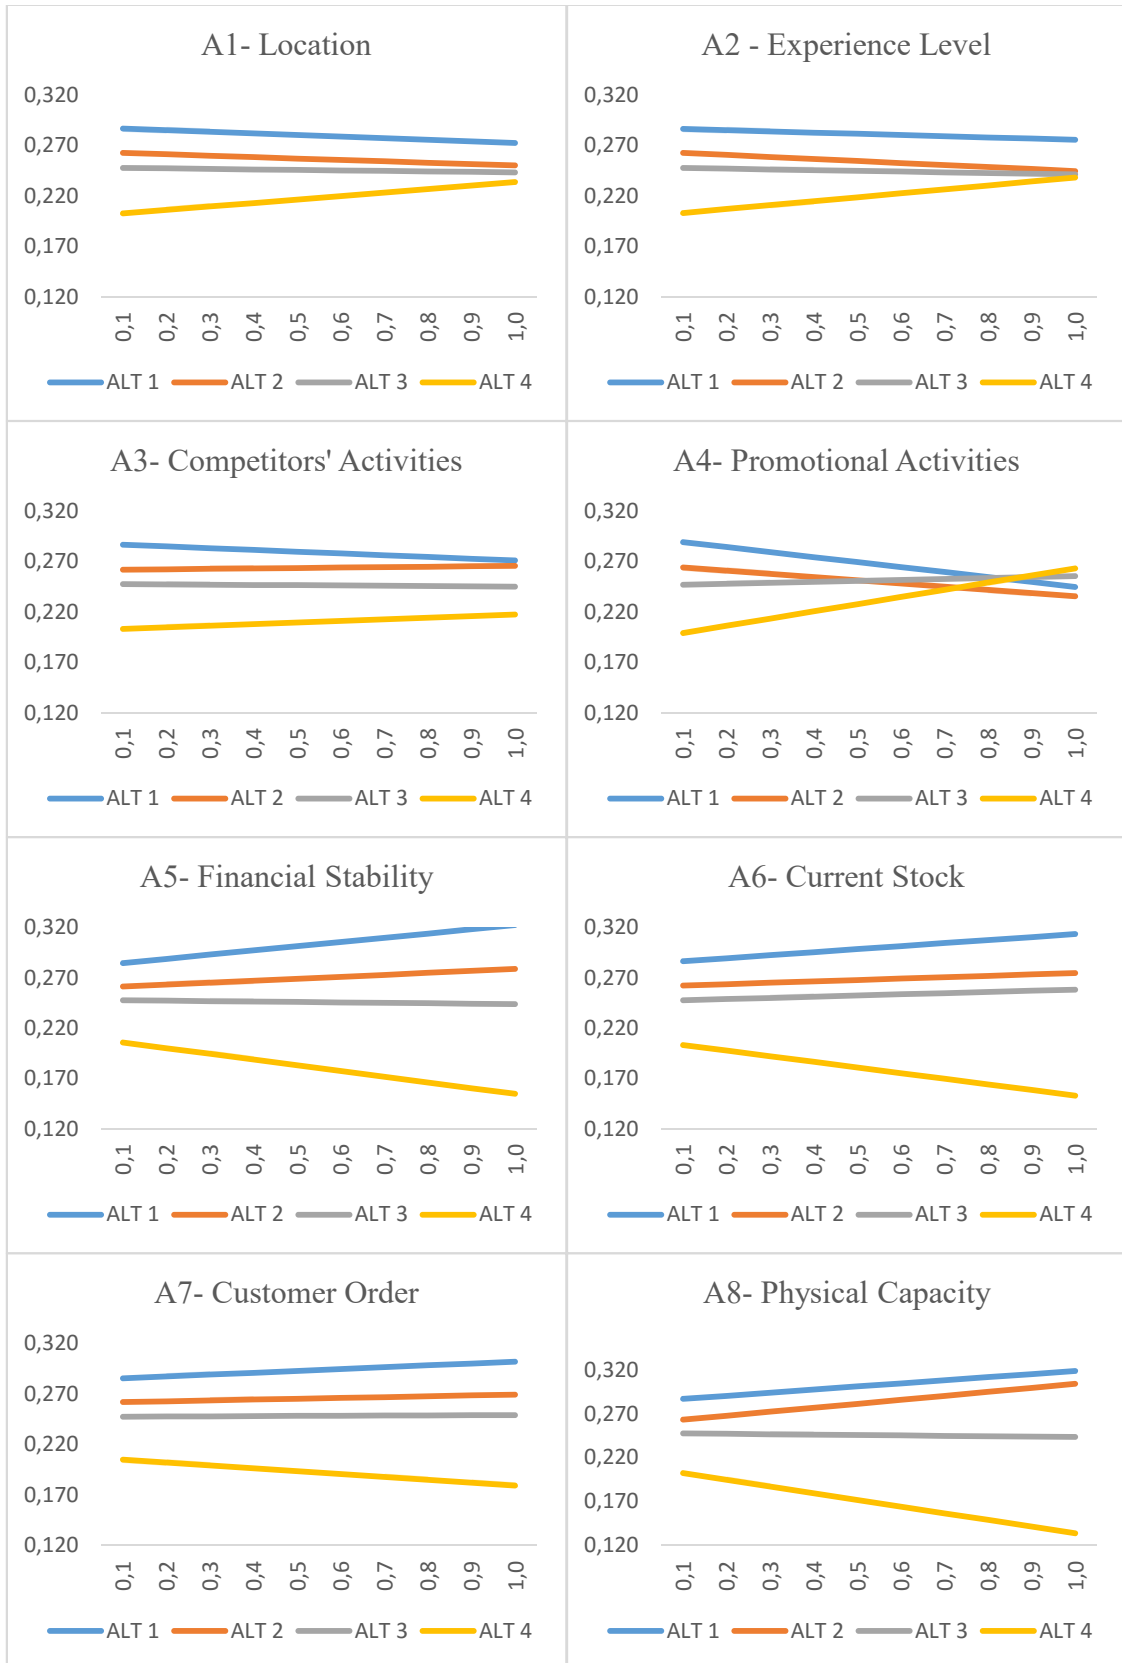 A1- Location
0,320
0,270
0,220
0,170
0,120
0,1 0,2 0,3 0,4 0,5 0,6 0,7 0,8 0,9 1,0
ALT 1 ALT 2 ALT 3 ALT 4
A2 - Experience Level
0,320
0,270
0,220
0,170
0,120
0,1 0,2 0,3 0,4 0,5 0,6 0,7 0,8 0,9 1,0
ALT 1 ALT 2 ALT 3 ALT 4
A3- Competitors' Activities
0,320
0,270
0,220
0,170
0,120
0,1 0,2 0,3 0,4 0,5 0,6 0,7 0,8 0,9 1,0
ALT 1 ALT 2 ALT 3 ALT 4
A4- Promotional Activities
0,320
0,270
0,220
0,170
0,120
0,1 0,2 0,3 0,4 0,5 0,6 0,7 0,8 0,9 1,0
ALT 1 ALT 2 ALT 3 ALT 4
A5- Financial Stability
0,320
0,270
0,220
0,170
0,120
0,1 0,2 0,3 0,4 0,5 0,6 0,7 0,8 0,9 1,0
ALT 1 ALT 2 ALT 3 ALT 4
A6- Current Stock
0,320
0,270
0,220
0,170
0,120
0,1 0,2 0,3 0,4 0,5 0,6 0,7 0,8 0,9 1,0
ALT 1 ALT 2 ALT 3 ALT 4
A7- Customer Order
0,320
0,270
0,220
0,170
0,120
0,1 0,2 0,3 0,4 0,5 0,6 0,7 0,8 0,9 1,0
ALT 1 ALT 2 ALT 3 ALT 4
A8- Physical Capacity
0,320
0,270
0,220
0,170
0,120
0,1 0,2 0,3 0,4 0,5 0,6 0,7 0,8 0,9 1,0
ALT 1 ALT 2 ALT 3 ALT 4